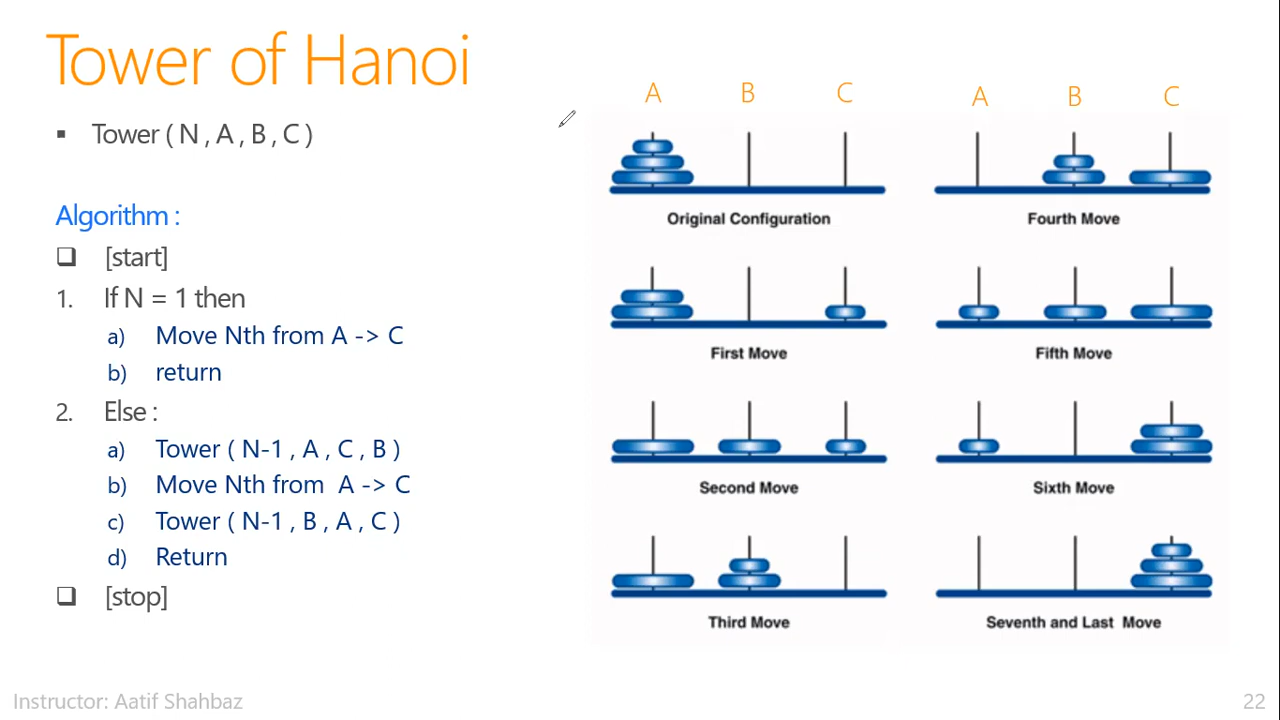 Tower of Hanoi
▪ Tower ( N , A , B , C )
Algorithm :
❑ [start]
1. If N = 1 then
a) Move Nth from A -> C
b) return
2. Else :
a) Tower ( N-1 , A , C , B )
b) Move Nth from A -> C
c) Tower ( N-1 , B , A , C )
d) Return
❑ [stop]
A B C
A B C
Original Configuration
Fourth Move
First Move
Fifth Move
Second Move
Sixth Move
Third Move
Seventh and Last Move
Instructor: Aatif Shahbaz
22